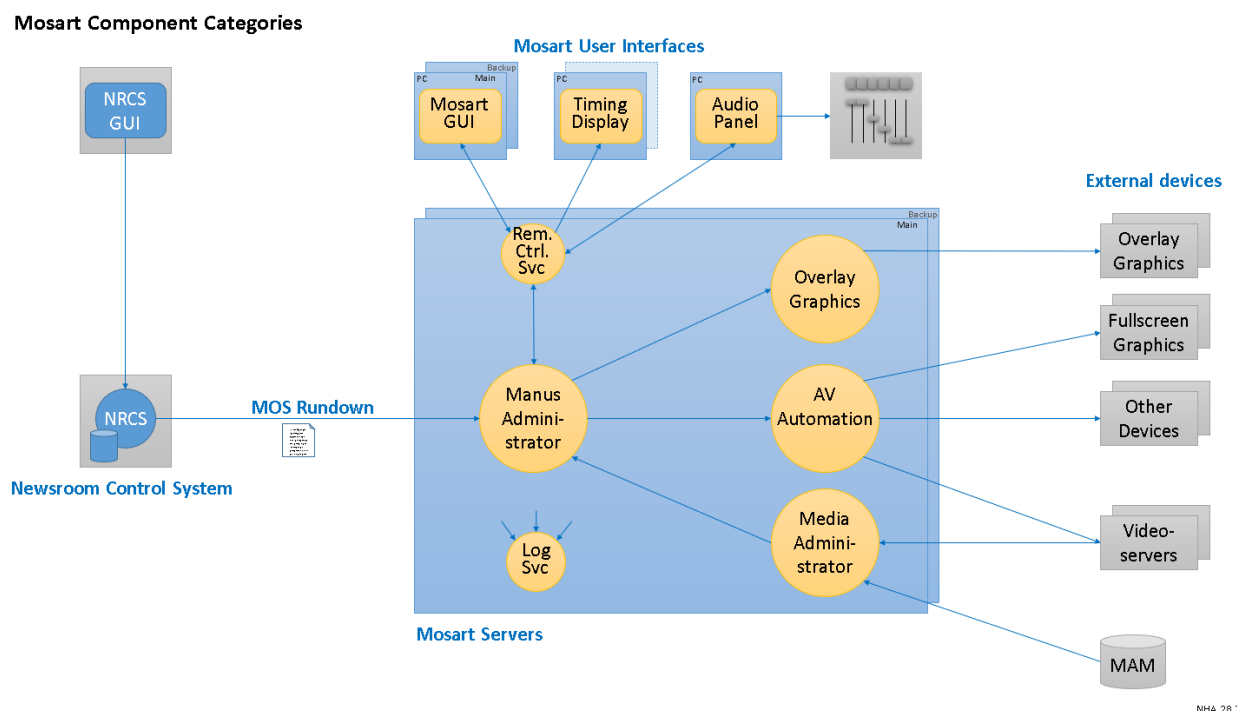 Mosart Component Categories
Mosart User Interfaces
NRCS
GUI
Backup
PC
Main
Mosart
GUI
PC
Timing
Display
PC
Audio
Panel
External devices
Backup
Main
Rem.
Ctrl.
Svc
Overlay
Graphics
Overlay
Graphics
Fullscreen
Graphics
NRCS
MOS Rundown
Manus
Admini-
strator
AV
Automation
Other
Devices
Newsroom Control System
Log
Svc
Media
Admini-
strator
Video-
servers
Mosart Servers
MAM
NHA 28.